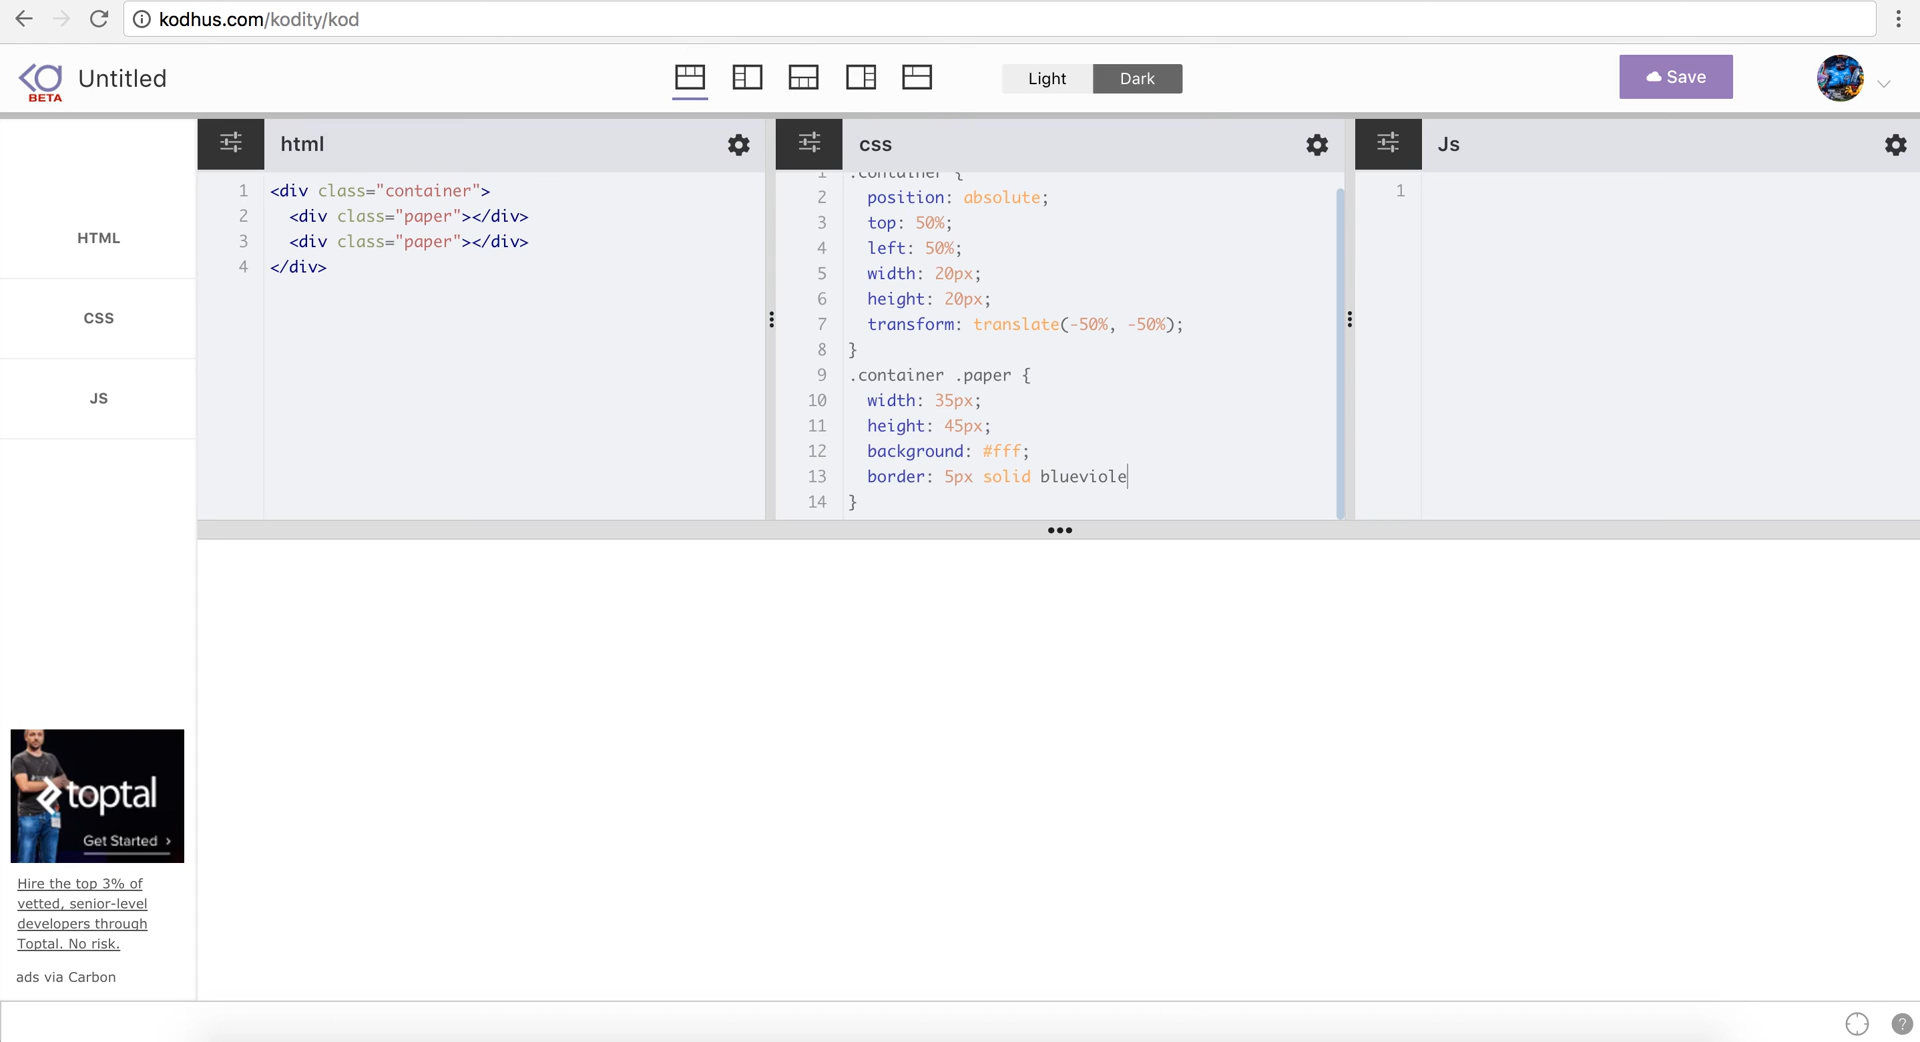 kodhus.com/kodity/kod
BETA
Untitled
Light
Dark
Save
HTML
CSS
JS
html
1 <div class="container">
2 <div class="paper"></div>
3 <div class="paper"></div>
4 </div>
css
1 .container {
2 position: absolute;
3 top: 50%;
4 left: 50%;
5 width: 20px;
6 height: 20px;
7 transform: translate(-50%, -50%);
8 }
9 .container .paper {
10 width: 35px;
11 height: 45px;
12 background: #fff;
13 border: 5px solid blueviole
14 }
Js
1
toptal
Get Started ›
Hire the top 3% of
vetted, senior-level
developers through
Toptal. No risk.
ads via Carbon
?